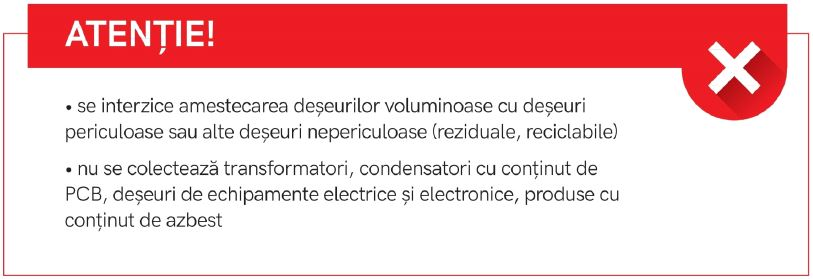 ATENȚIE!
• se interzice amestecarea deșeurilor voluminoase cu deșeuri
periculoase sau alte deșeuri nepericuloase (reziduale, reciclabile)
• nu se colectează transformatori, condensatori cu conținut de
PCB, deșeuri de echipamente electrice și electronice, produse cu
conținut de azbest